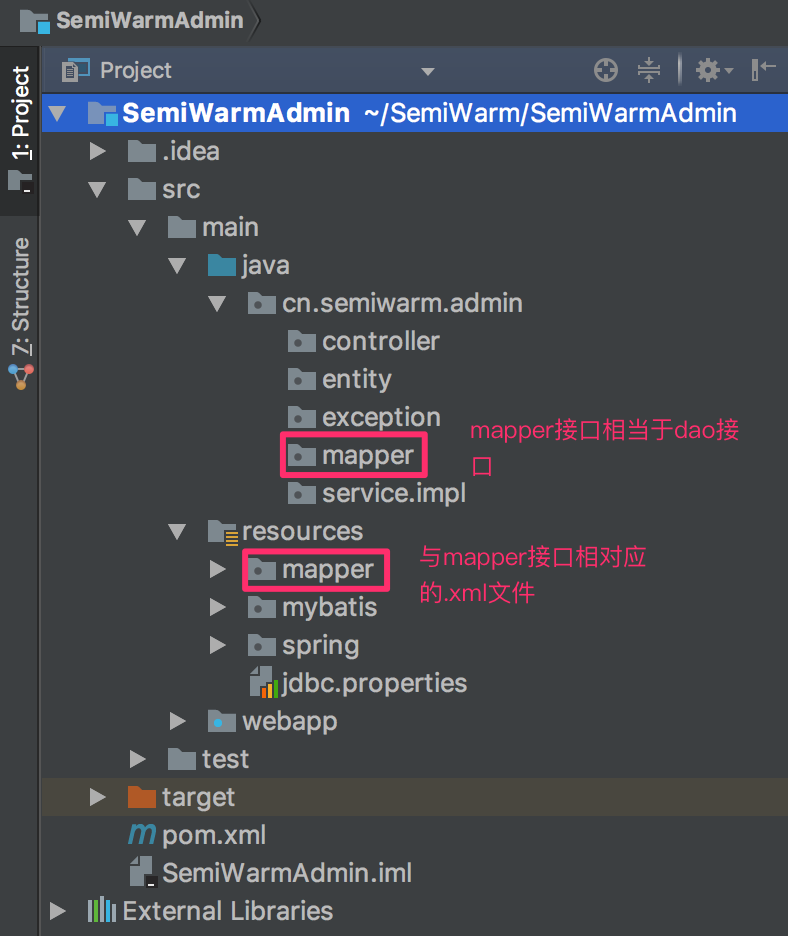 SemiWarmAdmin
Project
1: Project
7: Structure
SemiWarmAdmin ~/SemiWarm/SemiWarmAdmin
.idea
src
main
java
cn.semiwarm.admin
controller
entity
exception
mapper
mapper接口相当于dao接
口
service.impl
resources
mapper
与mapper接口相对应
的.xml文件
mybatis
spring
jdbc.properties
webapp
test
target
pom.xml
SemiWarmAdmin.iml
External Libraries